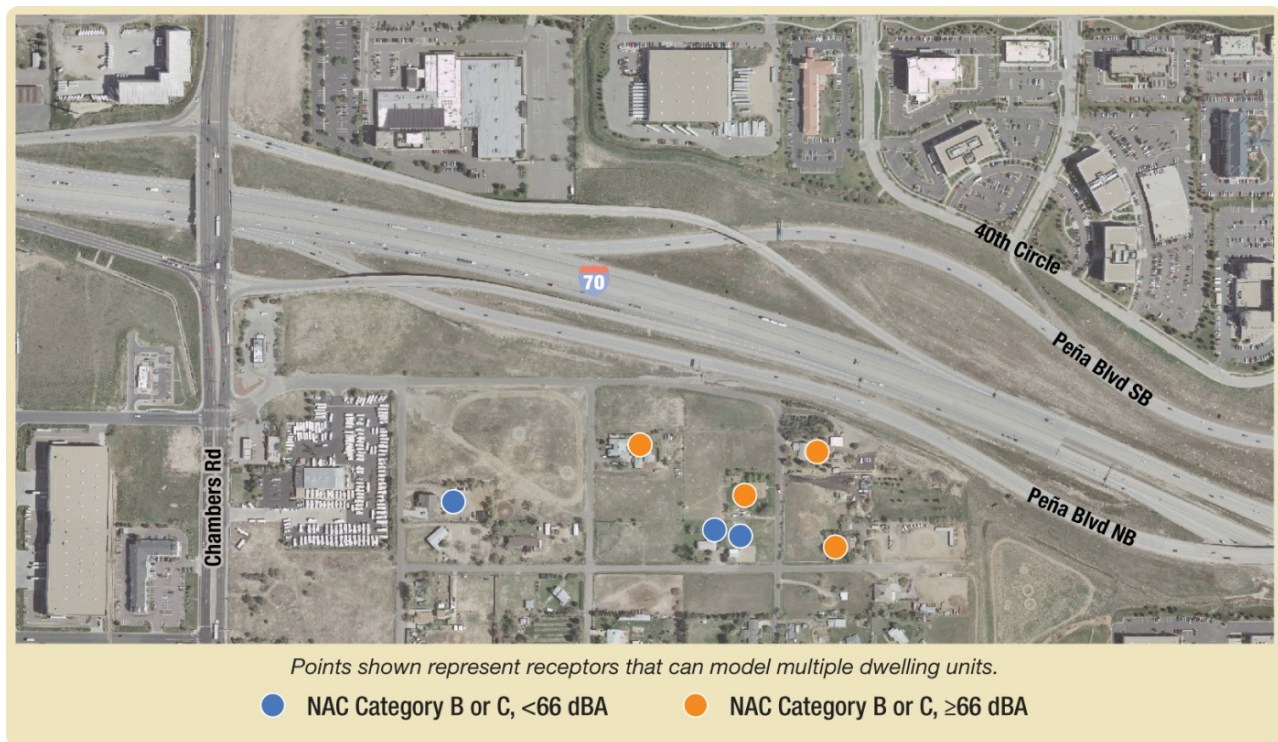 40th Circle
70
Peña Blvd SB
Chambers Rd
Peña Blvd NB
Points shown represent receptors that can model multiple dwelling units.
NAC Category B or C, <66 dBA
NAC Category B or C, ≥66 dBA